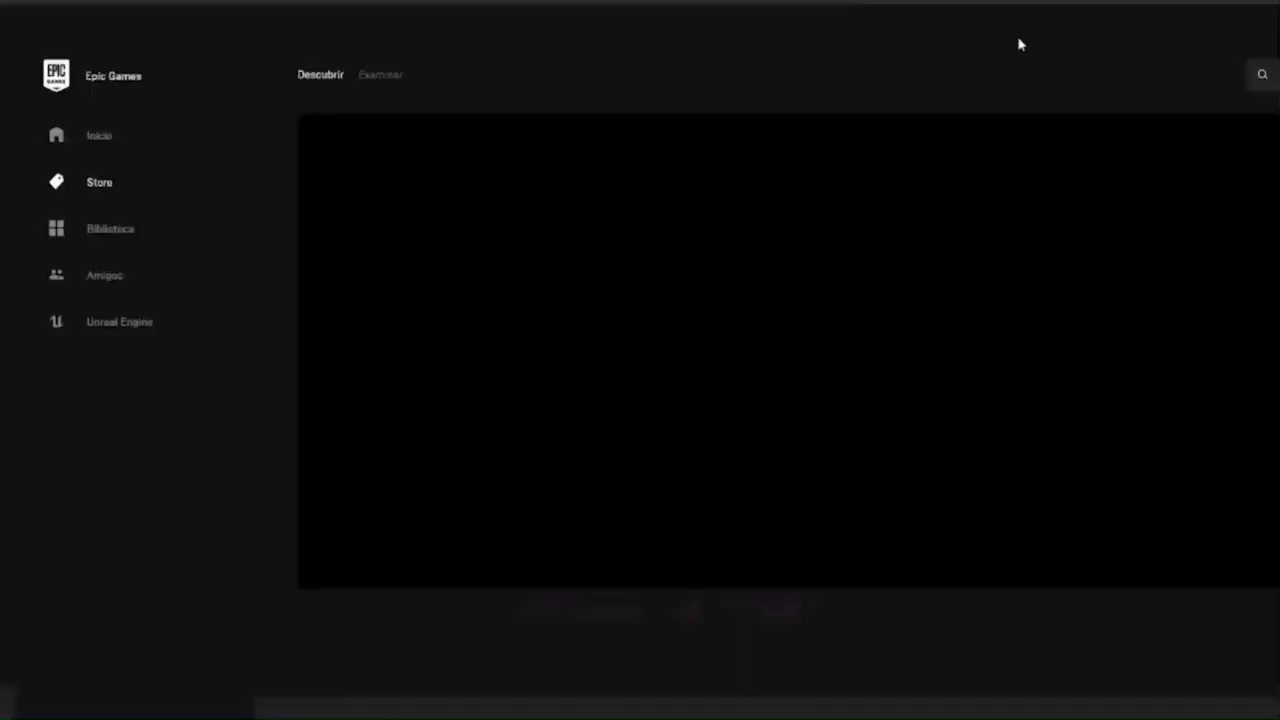 EPIC GAMES
Epic Games
Descubrir
Examinar
Inicio
Store
Biblioteca
Amigos
Unreal Engine